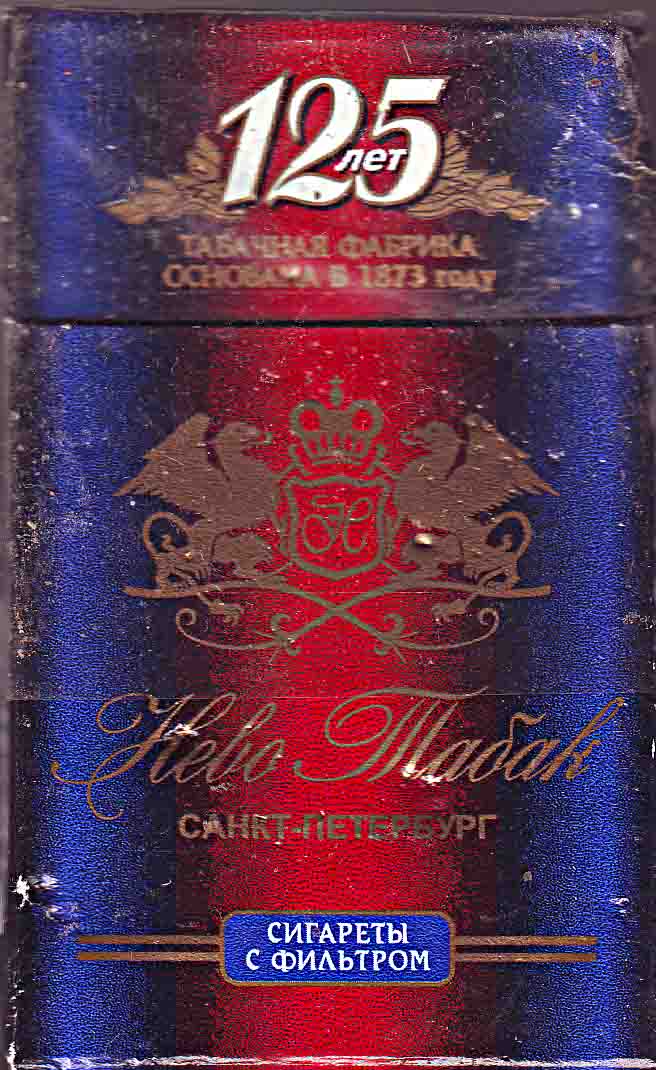 125
лет
ТАБАЧНАЯ ФАБРИКА
ОСНОВАНА В 1873 году
Нево Табак
САНКТ-ПЕТЕРБУРГ
СИГАРЕТЫ
С ФИЛЬТРОМ